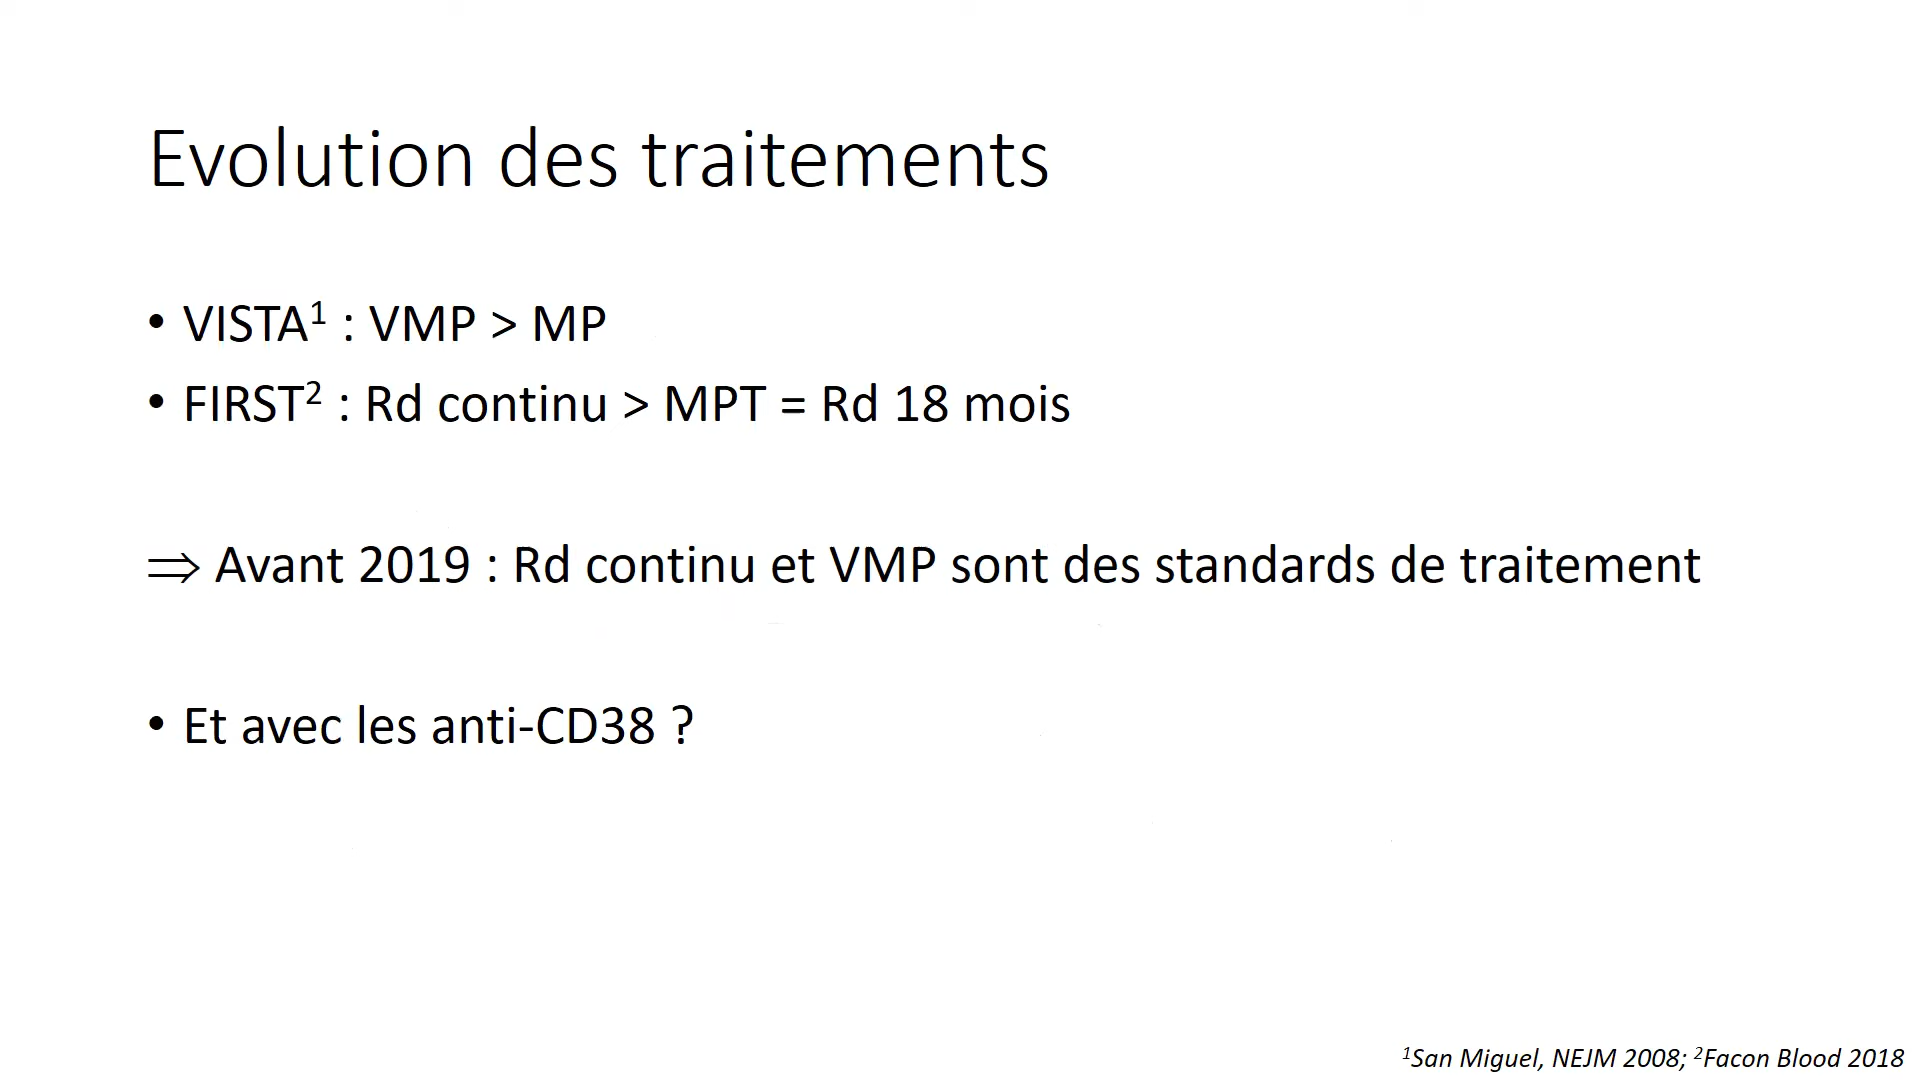 Evolution des traitements
• VISTA¹ : VMP > MP
• FIRST² : Rd continu > MPT = Rd 18 mois
⇒ Avant 2019 : Rd continu et VMP sont des standards de traitement
• Et avec les anti-CD38 ?
¹San Miguel, NEJM 2008; ²Facon Blood 2018